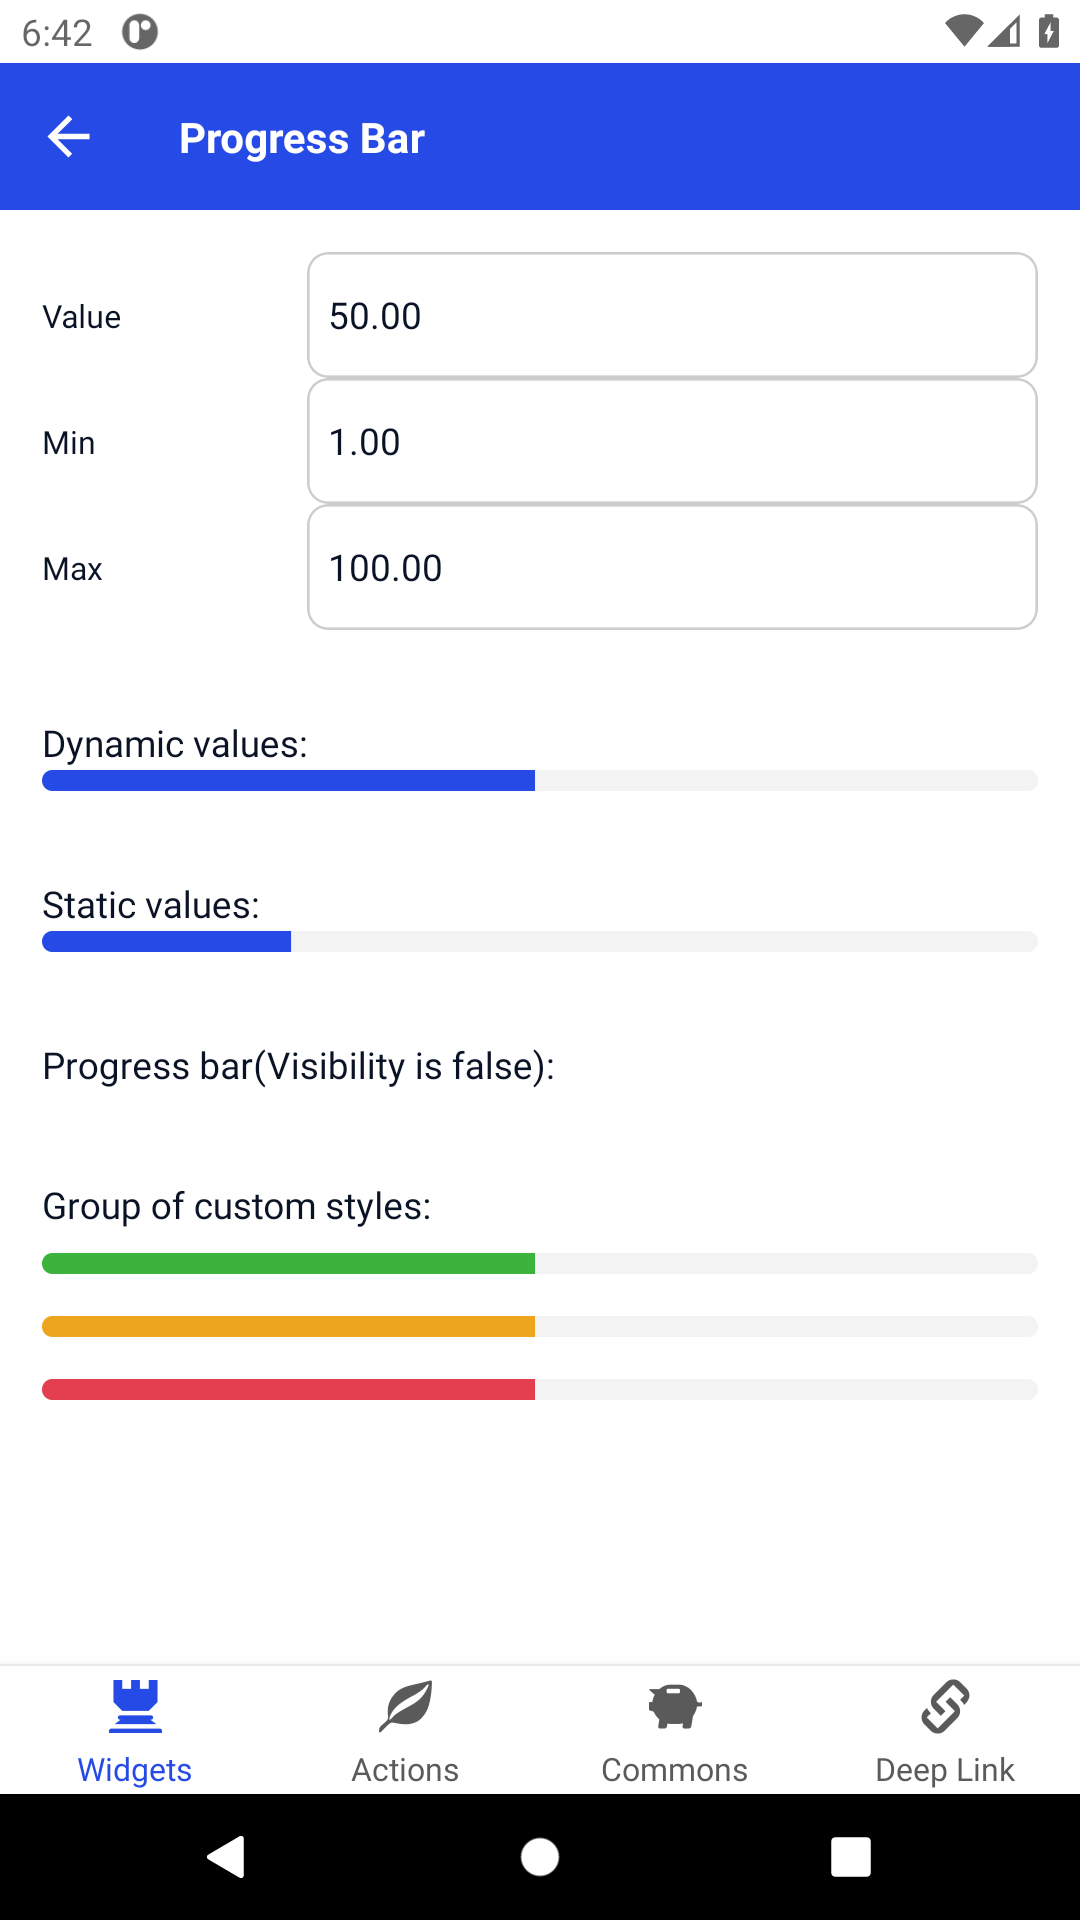 6:42
Progress Bar
Value
50.00
Min
1.00
Max
100.00
Dynamic values:
Static values:
Progress bar(Visibility is false):
Group of custom styles:
Widgets
Actions
Commons
Deep Link